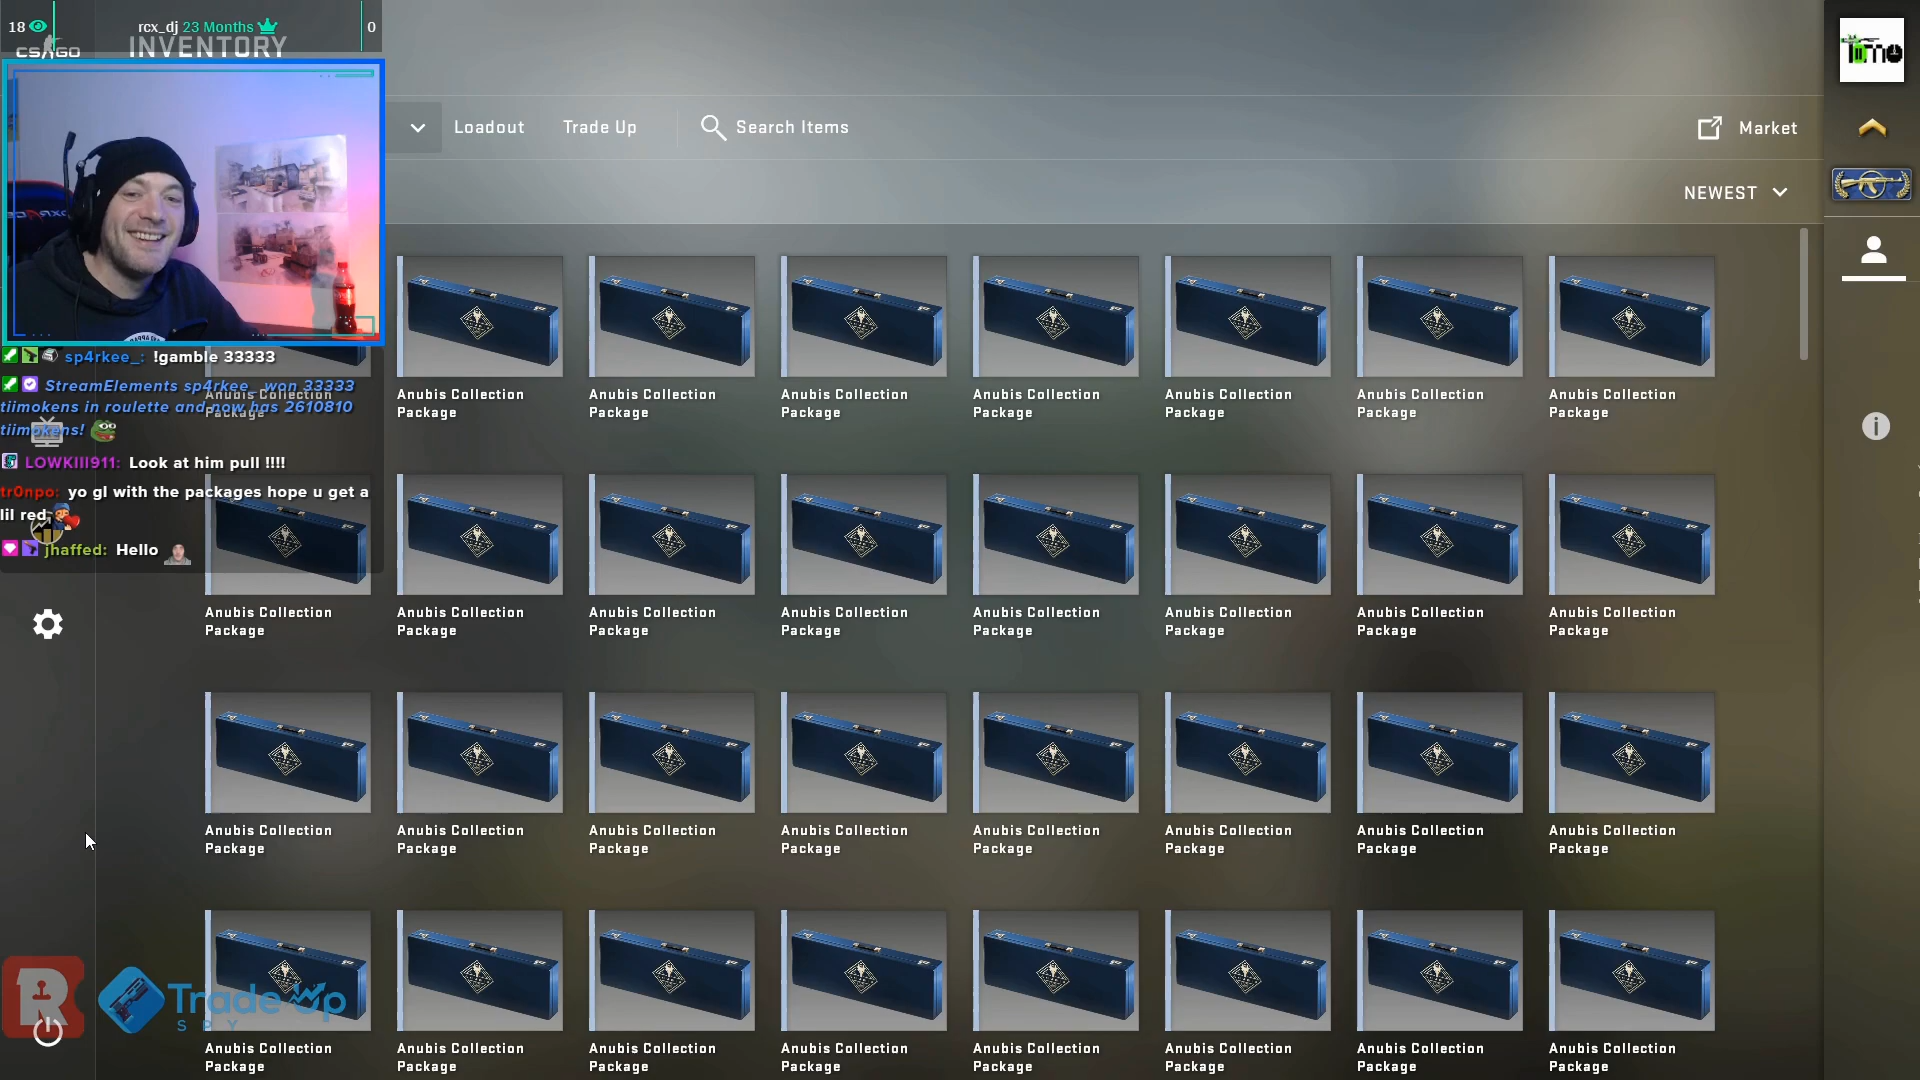 18
rcx_dj 23 Months
0
CS GO
INVENTORY
Loadout
Trade Up
Search Items
Market
NEWEST
sp4rkee_: !gamble 33333
StreamElements sp4rkee_ won 33333
tiimokens in roulette and now has 2610810
tiimokens!
LOWKIII911: Look at him pull !!!!
tr0npo: yo gl with the packages hope u get a
lil red
jhaffed: Hello
Anubis Collection
Package
Anubis Collection
Package
Anubis Collection
Package
Anubis Collection
Package
Anubis Collection
Package
Anubis Collection
Package
Anubis Collection
Package
Anubis Collection
Package
Anubis Collection
Package
Anubis Collection
Package
Anubis Collection
Package
Anubis Collection
Package
Anubis Collection
Package
Anubis Collection
Package
Anubis Collection
Package
Anubis Collection
Package
Anubis Collection
Package
Anubis Collection
Package
Anubis Collection
Package
Anubis Collection
Package
Anubis Collection
Package
Anubis Collection
Package
Anubis Collection
Package
Anubis Collection
Package
Anubis Collection
Package
Anubis Collection
Package
Anubis Collection
Package
Anubis Collection
Package
Anubis Collection
Package
Anubis Collection
Package
Anubis Collection
Package
Anubis Collection
Package
R
TradeUp
SPY